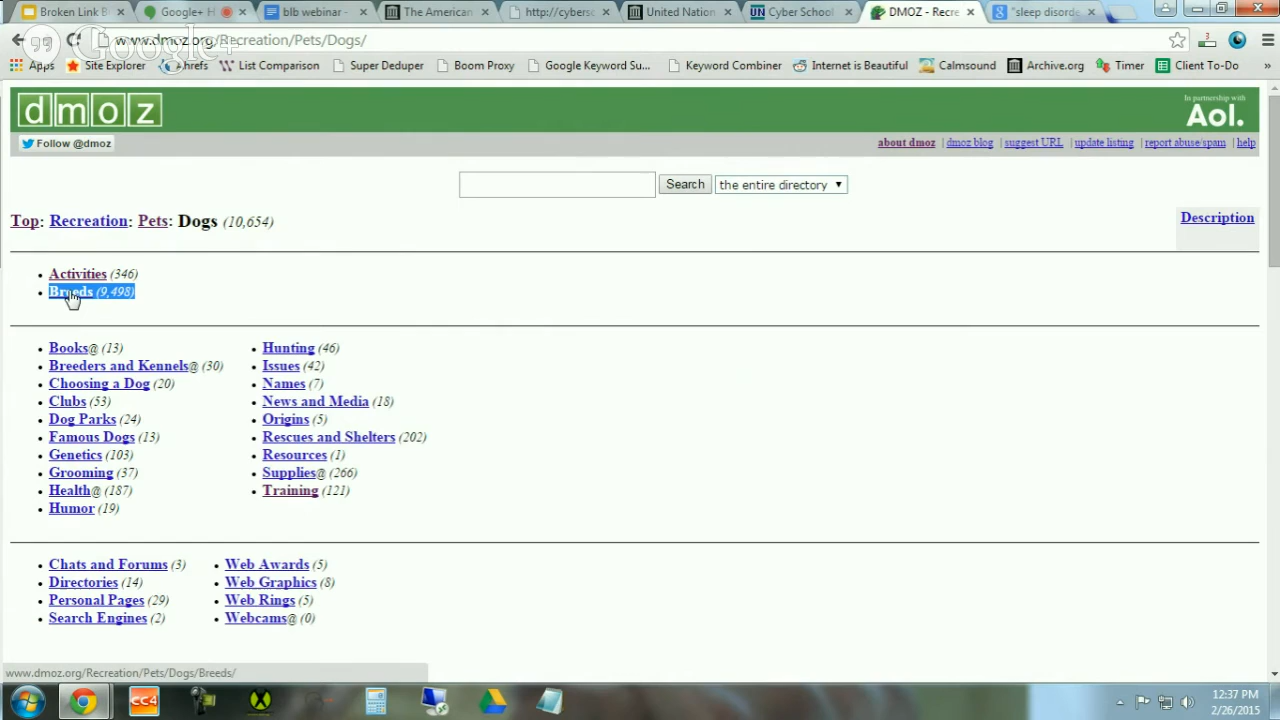 Broken Link B
Google+ H
blb webinar -
The American
http://cybersc
United Nation
Cyber School
DMOZ - Recre
"sleep disorde
www.dmoz.org/Recreation/Pets/Dogs/
Google+
Apps Site Explorer Ahrefs List Comparison Super Deduper Boom Proxy Google Keyword Su... Keyword Combiner Internet is Beautiful Calmsound Archive.org Timer Client To-Do »
dmoz
In partnership with
Aol.
Follow @dmoz
about dmoz | dmoz blog | suggest URL | update listing | report abuse/spam | help
Search the entire directory
Top: Recreation: Pets: Dogs (10,654)
Description
Activities (346)
Breeds (9,498)
Books@ (13)
Breeders and Kennels@ (30)
Choosing a Dog (20)
Clubs (53)
Dog Parks (24)
Famous Dogs (13)
Genetics (103)
Grooming (37)
Health@ (187)
Humor (19)
Hunting (46)
Issues (42)
Names (7)
News and Media (18)
Origins (5)
Rescues and Shelters (202)
Resources (1)
Supplies@ (266)
Training (121)
Chats and Forums (3)
Directories (14)
Personal Pages (29)
Search Engines (2)
Web Awards (5)
Web Graphics (8)
Web Rings (5)
Webcams@ (0)
www.dmoz.org/Recreation/Pets/Dogs/Breeds/
CC4
12:37 PM
2/26/2015